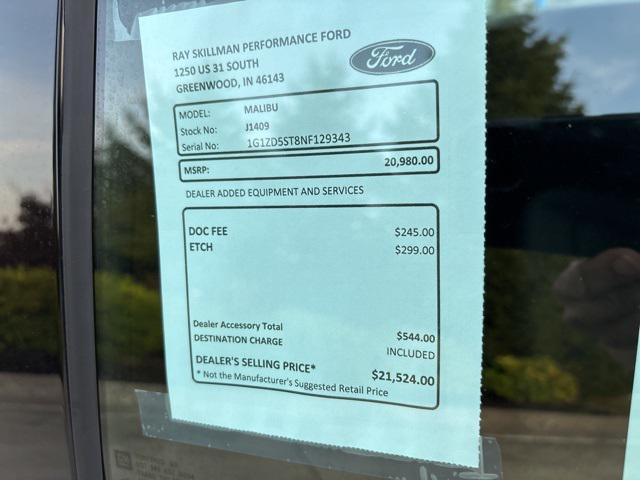 RAY SKILLMAN PERFORMANCE FORD
1250 US 31 SOUTH
GREENWOOD, IN 46143
Ford
MODEL: MALIBU
Stock No: J1409
Serial No: 1G1ZD5ST8NF129343
MSRP: 20,980.00
DEALER ADDED EQUIPMENT AND SERVICES
DOC FEE $245.00
ETCH $299.00
Dealer Accessory Total $544.00
DESTINATION CHARGE INCLUDED
DEALER'S SELLING PRICE* $21,524.00
* Not the Manufacturer's Suggested Retail Price